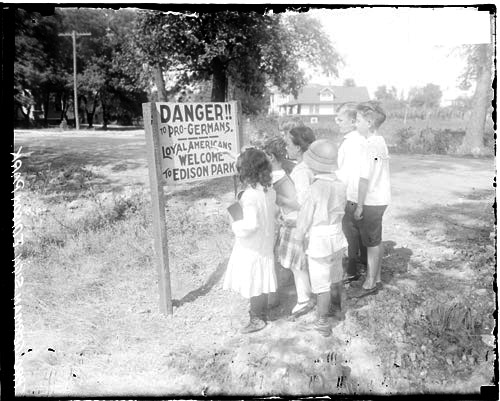 DANGER!!
TO PRO-GERMANS.
LOYAL AMERICANS
WELCOME
TO EDISON PARK